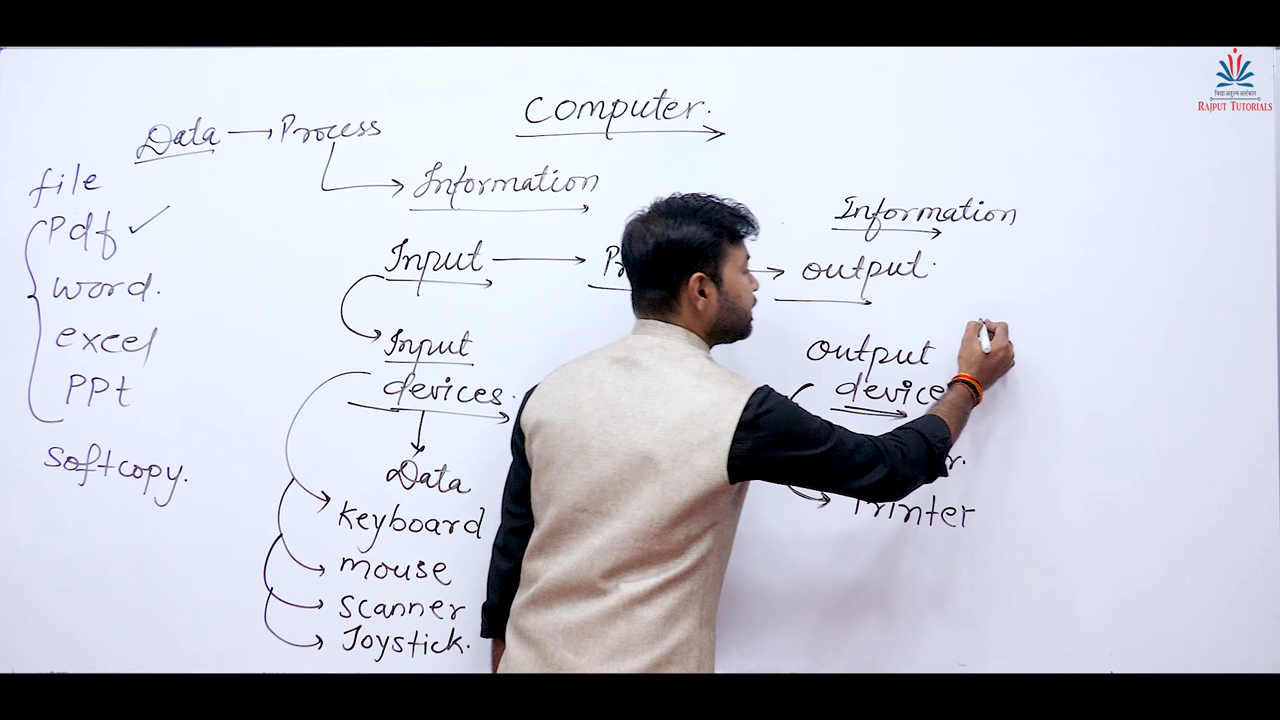 Computer.
Data → Process
Information
file
Pdf ✓
word.
excel
PPt
softcopy.
Input
output.
Information
Input
devices.
Data
Keyboard
mouse
scanner
Joystick.
output
device
Printer
RAJPUT TUTORIALS